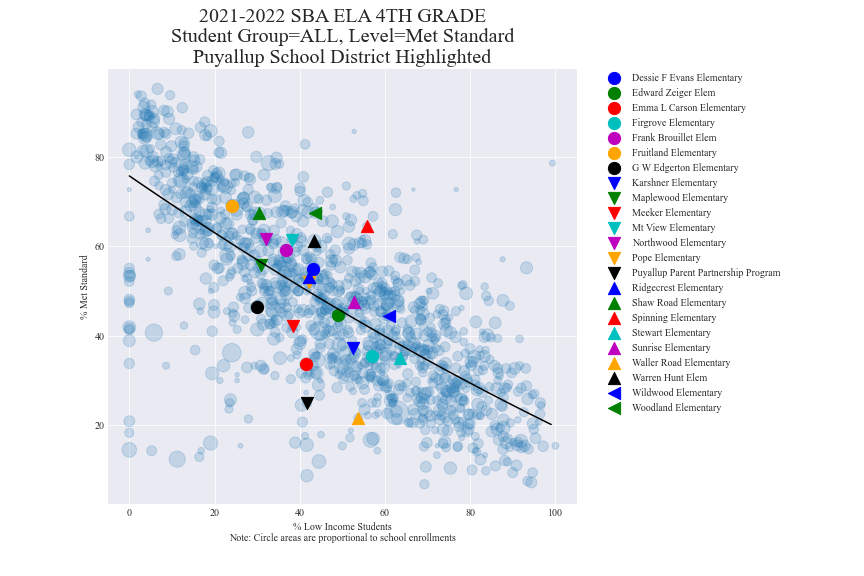 2021-2022 SBA ELA 4TH GRADE
Student Group=ALL, Level=Met Standard
Puyallup School District Highlighted
% Met Standard
80
60
40
20
0
20
40
60
80
100
% Low Income Students
Note: Circle areas are proportional to school enrollments
Dessie F Evans Elementary
Edward Zeiger Elem
Emma L Carson Elementary
Firgrove Elementary
Frank Brouillet Elem
Fruitland Elementary
G W Edgerton Elementary
Karshner Elementary
Maplewood Elementary
Meeker Elementary
Mt View Elementary
Northwood Elementary
Pope Elementary
Puyallup Parent Partnership Program
Ridgecrest Elementary
Shaw Road Elementary
Spinning Elementary
Stewart Elementary
Sunrise Elementary
Waller Road Elementary
Warren Hunt Elem
Wildwood Elementary
Woodland Elementary